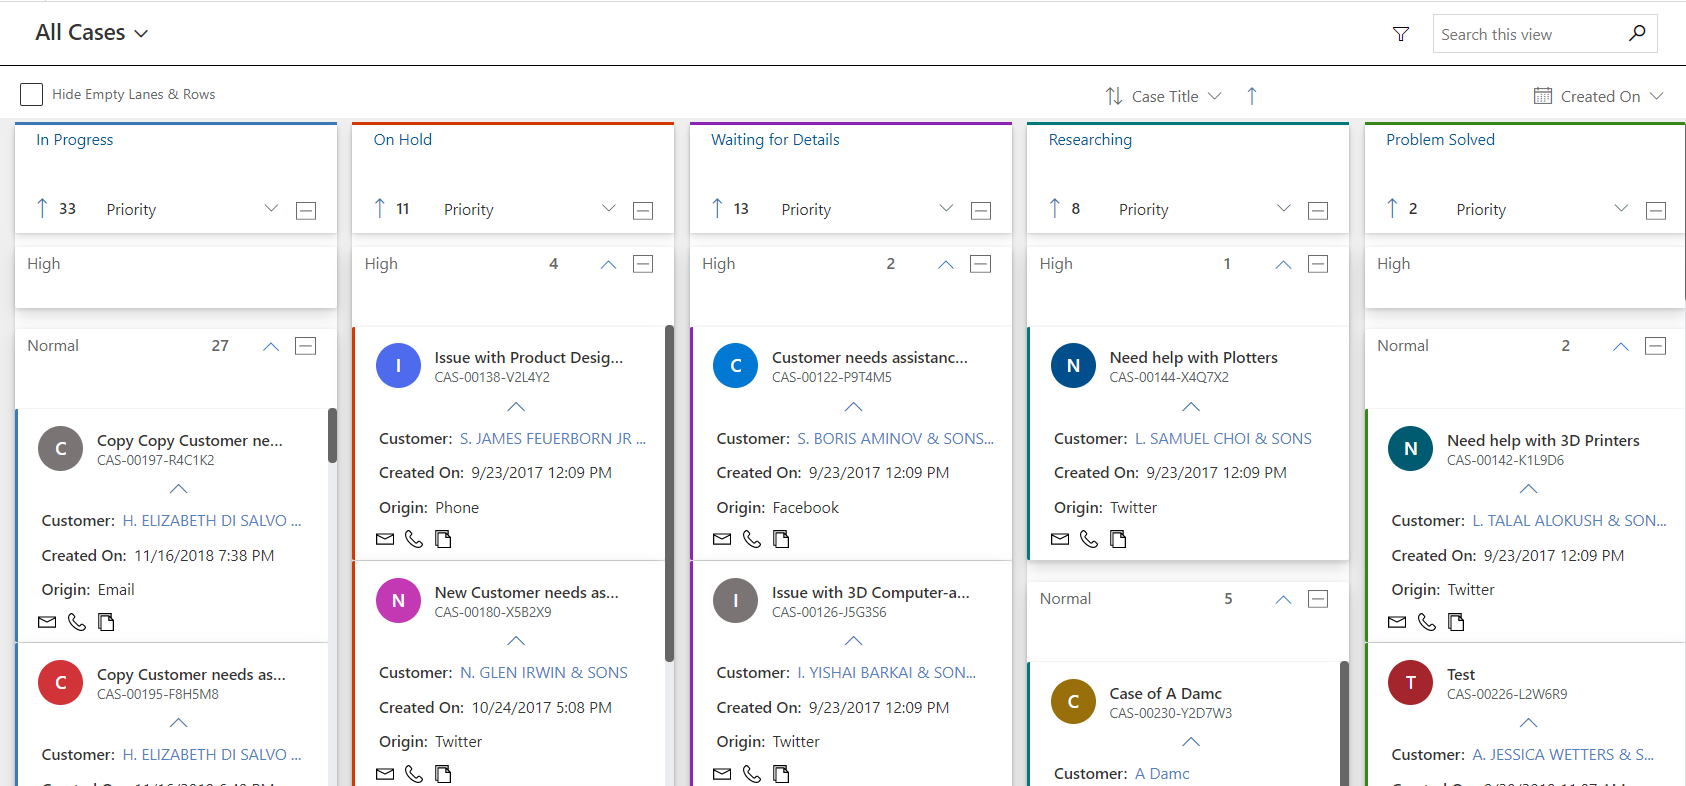 All Cases
Search this view
Hide Empty Lanes & Rows
Case Title
Created On
In Progress
33 Priority
High
Normal 27
C
Copy Copy Customer ne...
CAS-00197-R4C1K2
Customer: H. ELIZABETH DI SALVO ...
Created On: 11/16/2018 7:38 PM
Origin: Email
C
Copy Customer needs as...
CAS-00195-F8H5M8
Customer: H. ELIZABETH DI SALVO ...
On Hold
11 Priority
High 4
I
Issue with Product Desig...
CAS-00138-V2L4Y2
Customer: S. JAMES FEUERBORN JR ...
Created On: 9/23/2017 12:09 PM
Origin: Phone
N
New Customer needs as...
CAS-00180-X5B2X9
Customer: N. GLEN IRWIN & SONS
Created On: 10/24/2017 5:08 PM
Origin: Twitter
Waiting for Details
13 Priority
High 2
C
Customer needs assistanc...
CAS-00122-P9T4M5
Customer: S. BORIS AMINOV & SONS...
Created On: 9/23/2017 12:09 PM
Origin: Facebook
I
Issue with 3D Computer-a...
CAS-00126-J5G3S6
Customer: I. YISHAI BARKAI & SON...
Created On: 9/23/2017 12:09 PM
Origin: Twitter
Researching
8 Priority
High 1
N
Need help with Plotters
CAS-00144-X4Q7X2
Customer: L. SAMUEL CHOI & SONS
Created On: 9/23/2017 12:09 PM
Origin: Twitter
Normal 5
C
Case of A Damc
CAS-00230-Y2D7W3
Customer: A Damc
Problem Solved
2 Priority
High
Normal 2
N
Need help with 3D Printers
CAS-00142-K1L9D6
Customer: L. TALAL ALOKUSH & SON...
Created On: 9/23/2017 12:09 PM
Origin: Twitter
T
Test
CAS-00226-L2W6R9
Customer: A. JESSICA WETTERS & S...